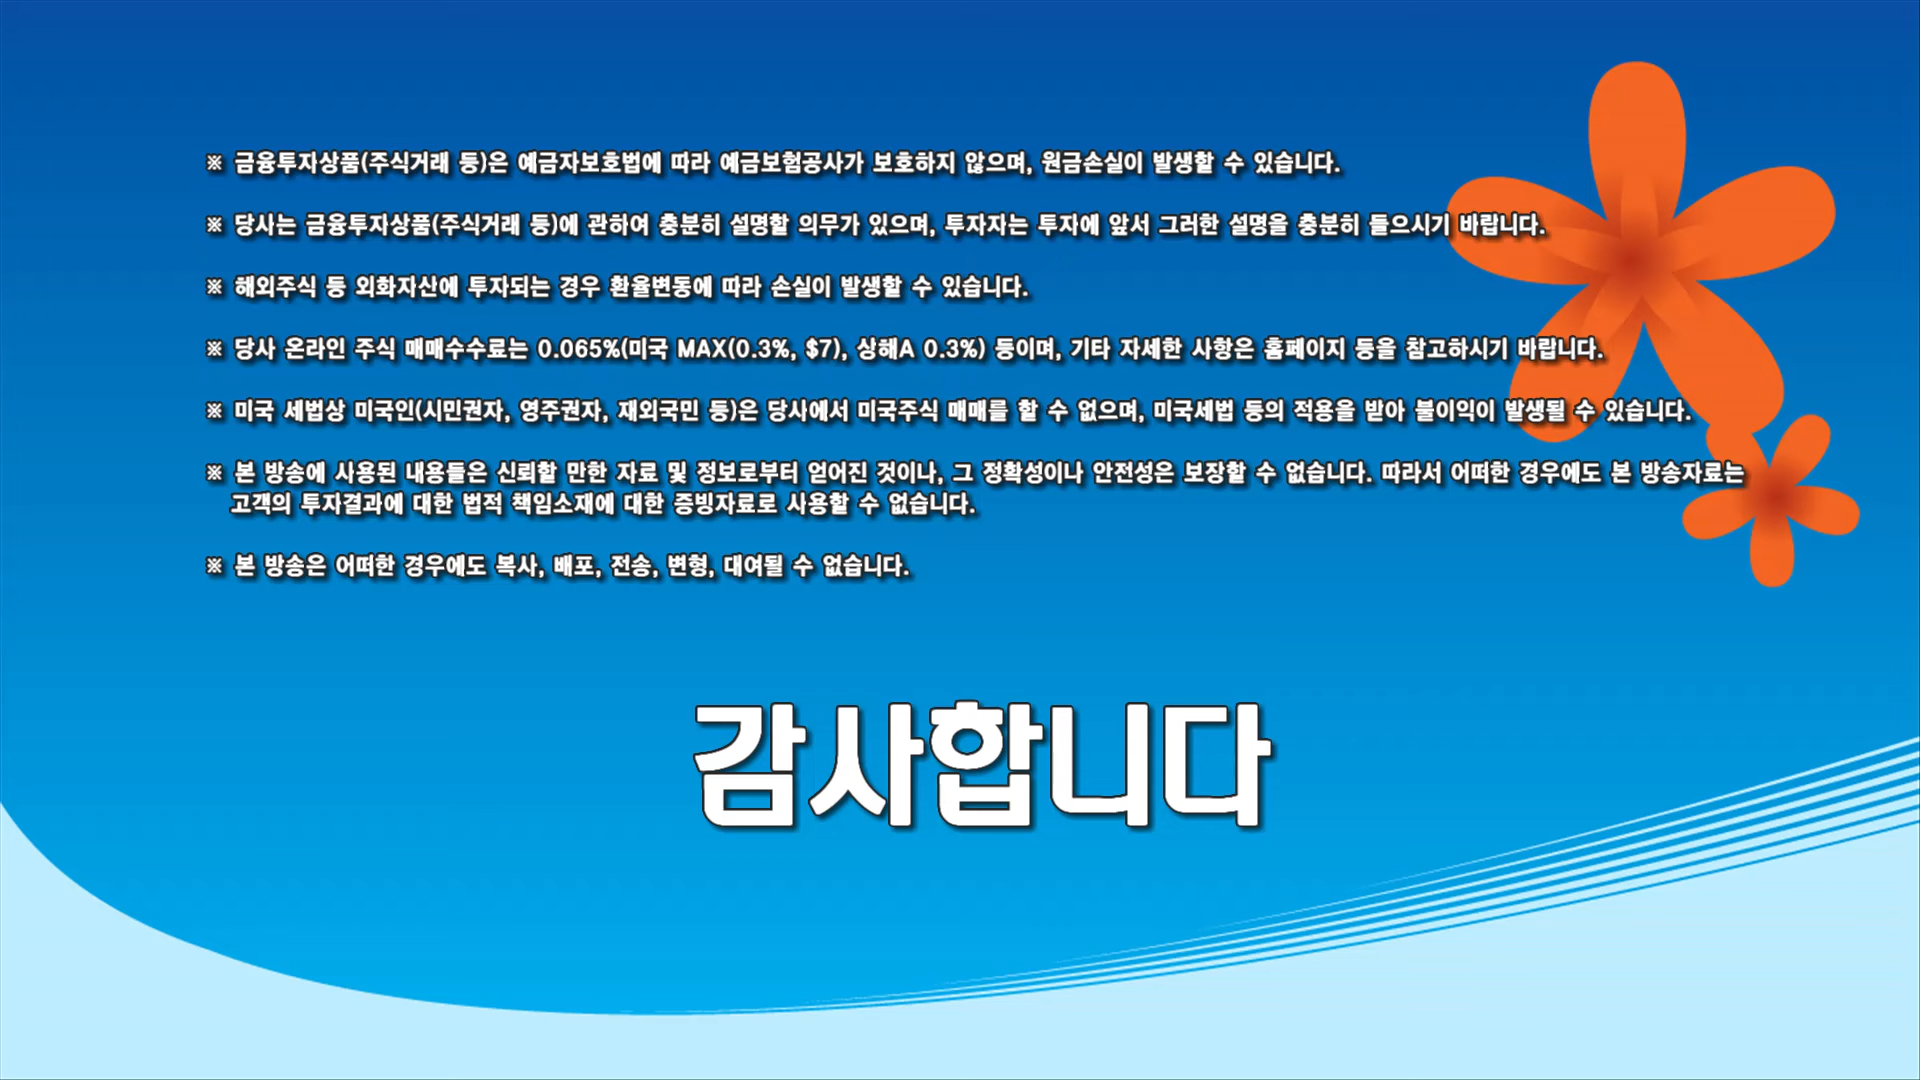 ※ 금융투자상품(주식거래 등)은 예금자보호법에 따라 예금보험공사가 보호하지 않으며, 원금손실이 발생할 수 있습니다.
※ 당사는 금융투자상품(주식거래 등)에 관하여 충분히 설명할 의무가 있으며, 투자자는 투자에 앞서 그러한 설명을 충분히 들으시기 바랍니다.
※ 해외주식 등 외화자산에 투자되는 경우 환율변동에 따라 손실이 발생할 수 있습니다.
※ 당사 온라인 주식 매매수수료는 0.065%(미국 MAX(0.3%, $7), 상해A 0.3%) 등이며, 기타 자세한 사항은 홈페이지 등을 참고하시기 바랍니다.
※ 미국 세법상 미국인(시민권자, 영주권자, 재외국민 등)은 당사에서 미국주식 매매를 할 수 없으며, 미국세법 등의 적용을 받아 불이익이 발생될 수 있습니다.
※ 본 방송에 사용된 내용들은 신뢰할 만한 자료 및 정보로부터 얻어진 것이나, 그 정확성이나 안전성은 보장할 수 없습니다. 따라서 어떠한 경우에도 본 방송자료는
고객의 투자결과에 대한 법적 책임소재에 대한 증빙자료로 사용할 수 없습니다.
※ 본 방송은 어떠한 경우에도 복사, 배포, 전송, 변형, 대여될 수 없습니다.
감사합니다